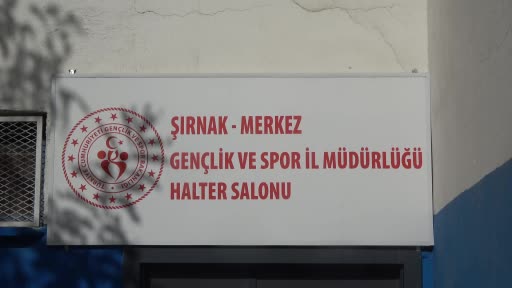 ŞIRNAK - MERKEZ
GENÇLİK VE SPOR İL MÜDÜRLÜĞÜ
HALTER SALONU